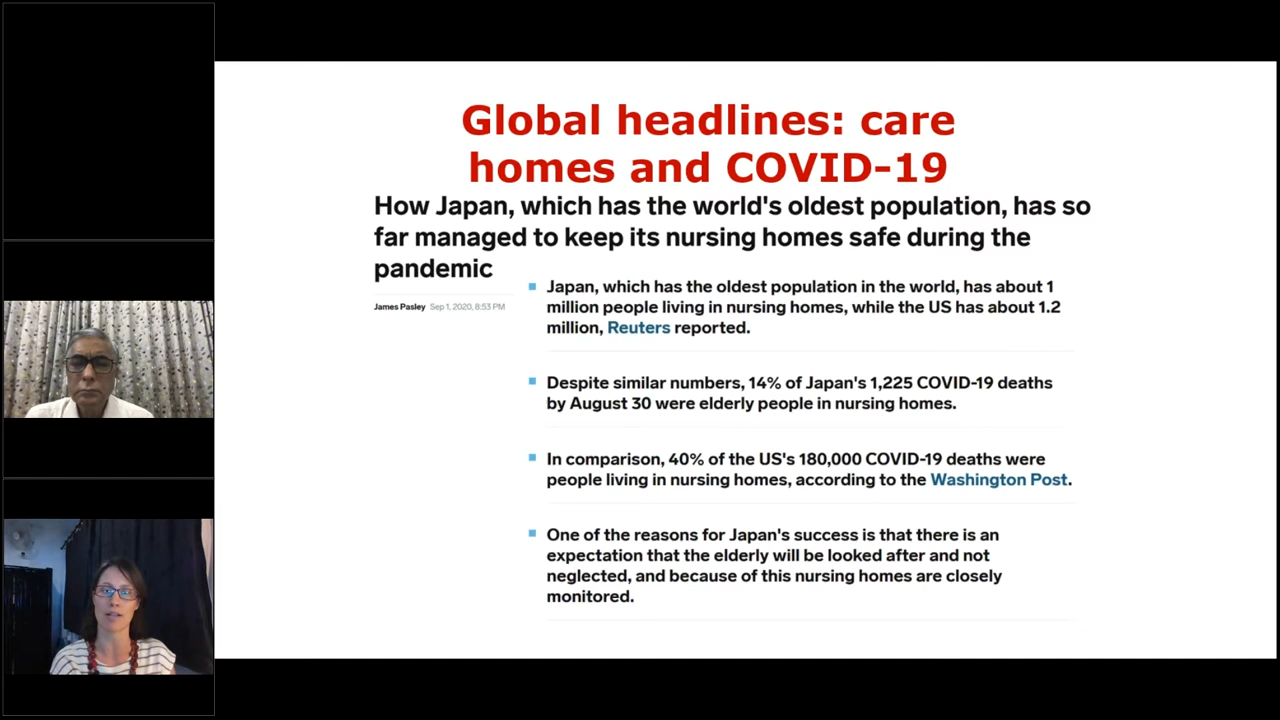 Global headlines: care
homes and COVID-19
How Japan, which has the world's oldest population, has so
far managed to keep its nursing homes safe during the
pandemic
James Pasley Sep 1, 2020, 8:53 PM
Japan, which has the oldest population in the world, has about 1
million people living in nursing homes, while the US has about 1.2
million, Reuters reported.
Despite similar numbers, 14% of Japan's 1,225 COVID-19 deaths
by August 30 were elderly people in nursing homes.
In comparison, 40% of the US's 180,000 COVID-19 deaths were
people living in nursing homes, according to the Washington Post.
One of the reasons for Japan's success is that there is an
expectation that the elderly will be looked after and not
neglected, and because of this nursing homes are closely
monitored.